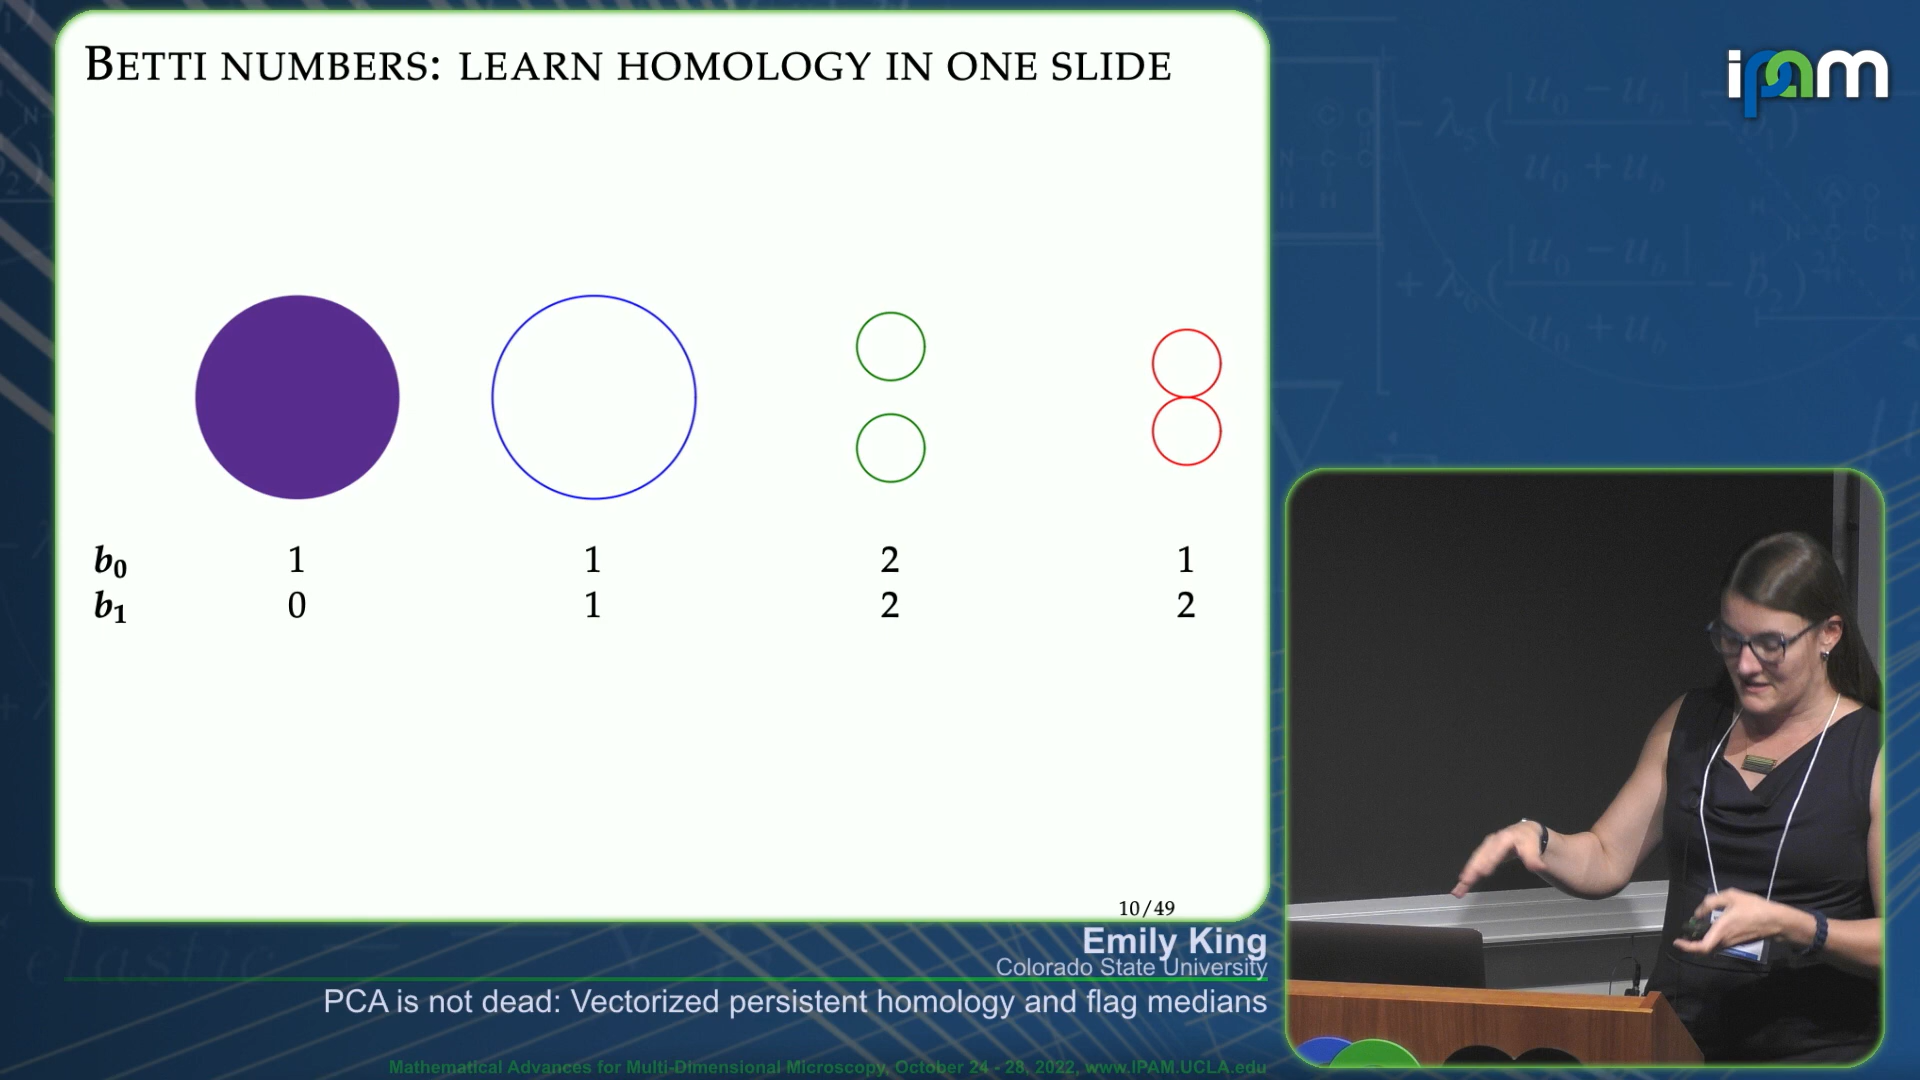 BETTI NUMBERS: LEARN HOMOLOGY IN ONE SLIDE
ipam
b0 1 1 2 1
b1 0 1 2 2
10/49
Emily King
Colorado State University
PCA is not dead: Vectorized persistent homology and flag medians
Mathematical Advances for Multi-Dimensional Microscopy, October 24 - 28, 2022, www.IPAM.UCLA.edu